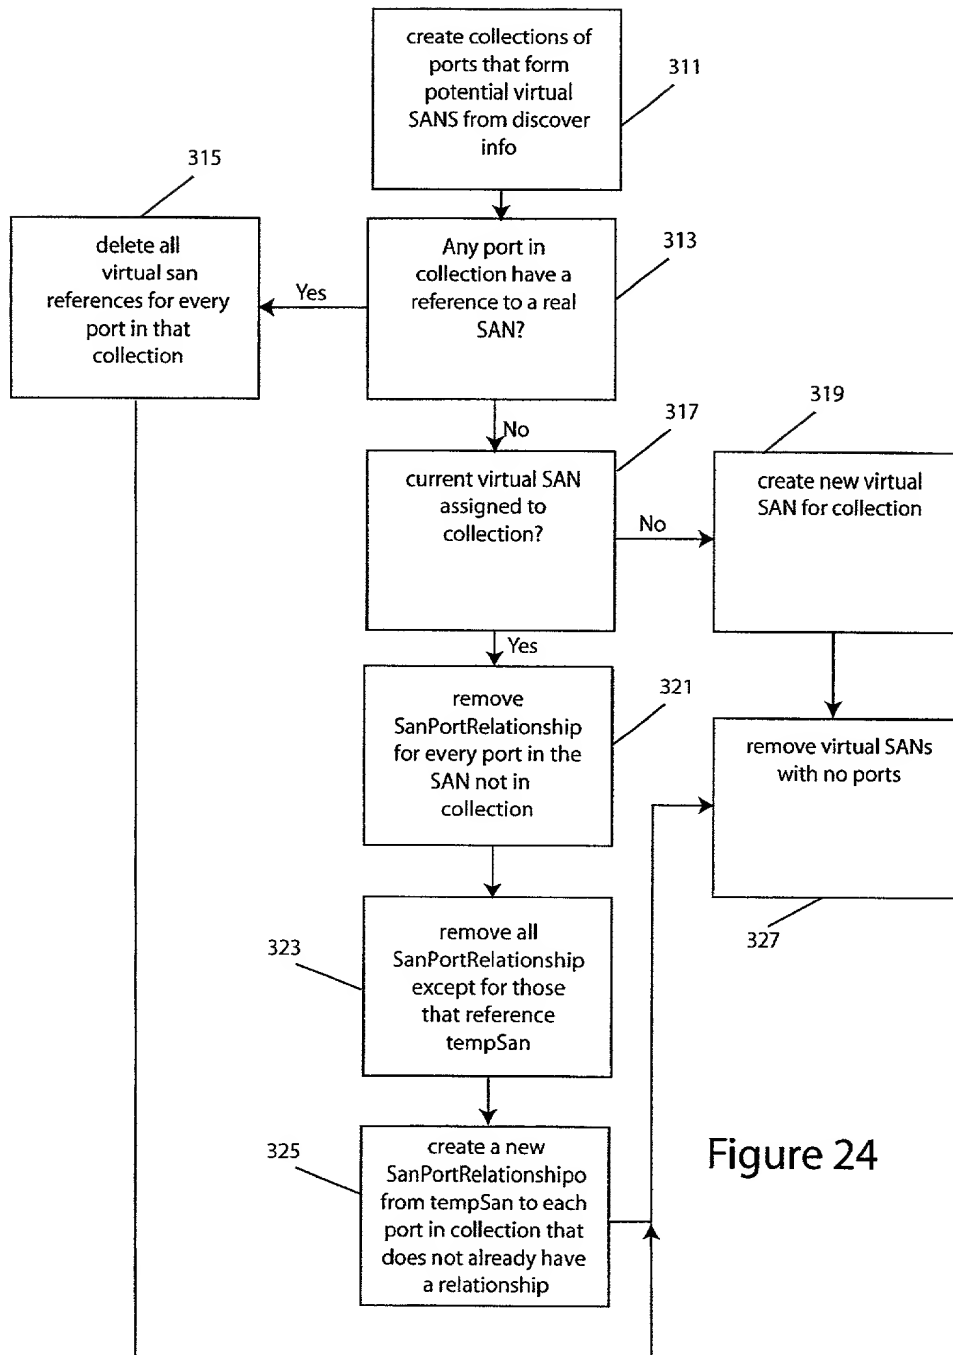 create collections of
ports that form
potential virtual
SANS from discover
info
311
315
delete all
virtual san
references for every
port in that
collection
Yes
Any port in
collection have a
reference to a real
SAN?
313
No
317
current virtual SAN
assigned to
collection?
No
319
create new virtual
SAN for collection
Yes
remove
SanPortRelationship
for every port in the
SAN not in
collection
321
remove virtual SANs
with no ports
327
323
remove all
SanPortRelationship
except for those
that reference
tempSan
325
create a new
SanPortRelationshipo
from tempSan to each
port in collection that
does not already have
a relationship
Figure 24